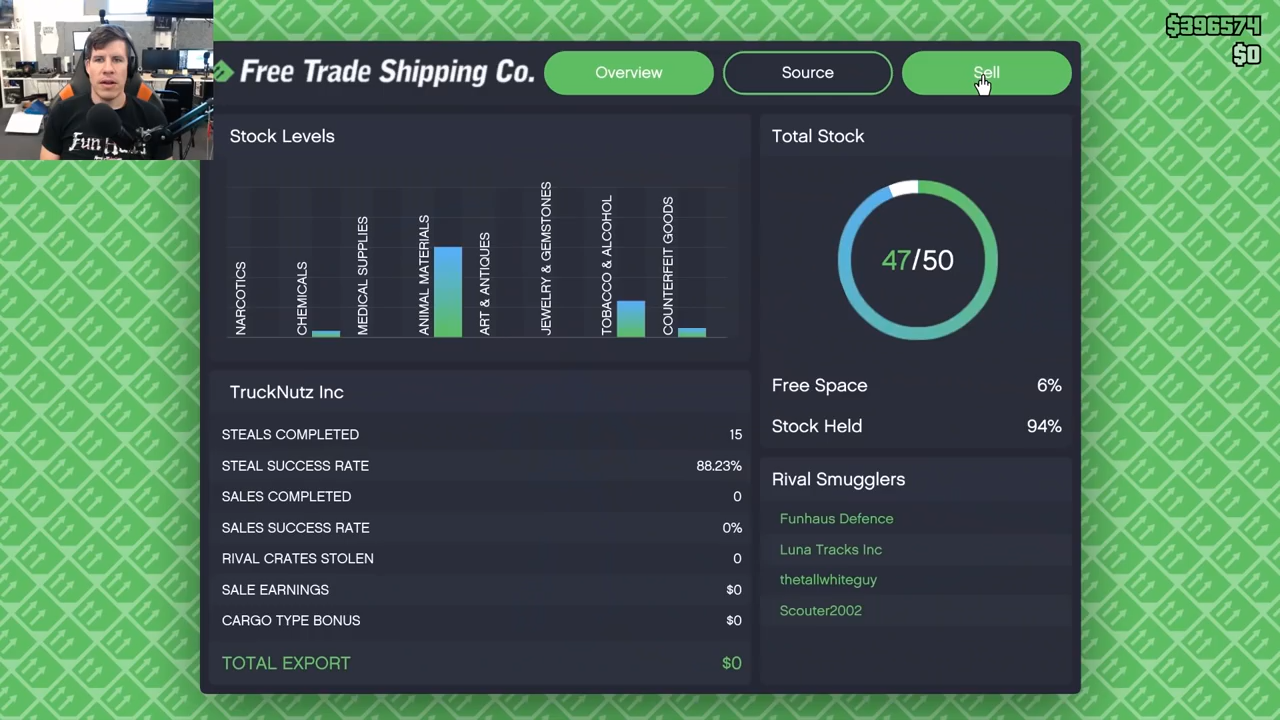 $396574
$0
Free Trade Shipping Co.
Overview
Source
Sell
Stock Levels
NARCOTICS
CHEMICALS
MEDICAL SUPPLIES
ANIMAL MATERIALS
ART & ANTIQUES
JEWELRY & GEMSTONES
TOBACCO & ALCOHOL
COUNTERFEIT GOODS
Total Stock
47/50
Free Space 6%
Stock Held 94%
TruckNutz Inc
STEALS COMPLETED 15
STEAL SUCCESS RATE 88.23%
SALES COMPLETED 0
SALES SUCCESS RATE 0%
RIVAL CRATES STOLEN 0
SALE EARNINGS $0
CARGO TYPE BONUS $0
TOTAL EXPORT $0
Rival Smugglers
Funhaus Defence
Luna Tracks Inc
thetallwhiteguy
Scouter2002